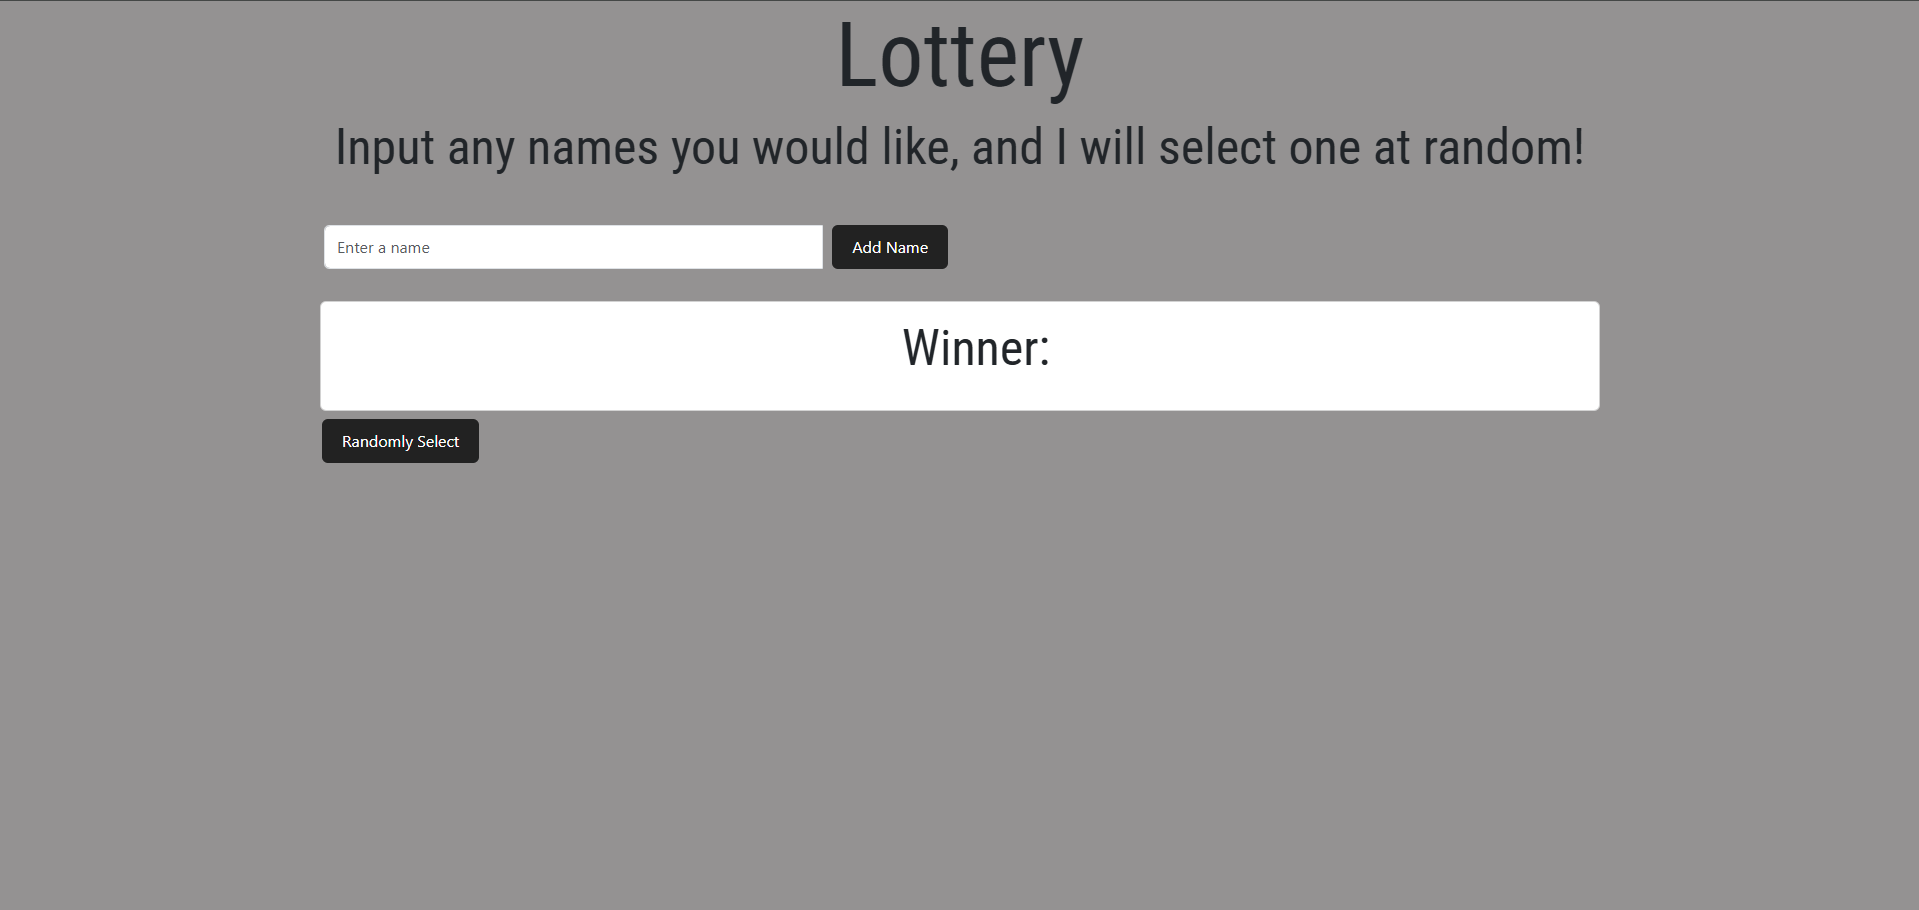 Lottery
Input any names you would like, and I will select one at random!
Enter a name
Add Name
Winner:
Randomly Select